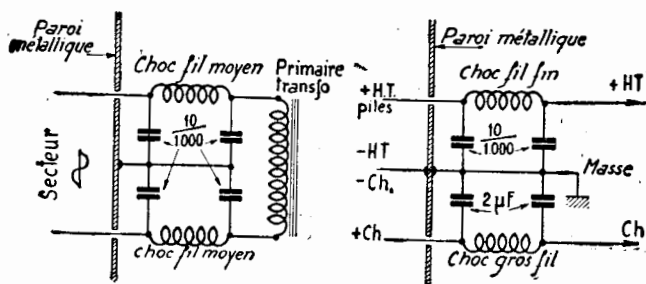 Paroi
métallique
Choc fil moyen
Primaire
transfo
10
1000
Secteur
choc fil moyen
Paroi métallique
Choc fil fin
+H.T.
piles
+HT
10
1000
-HT
-Ch.
Masse
2µF
+Ch
Ch
Choc gros fil